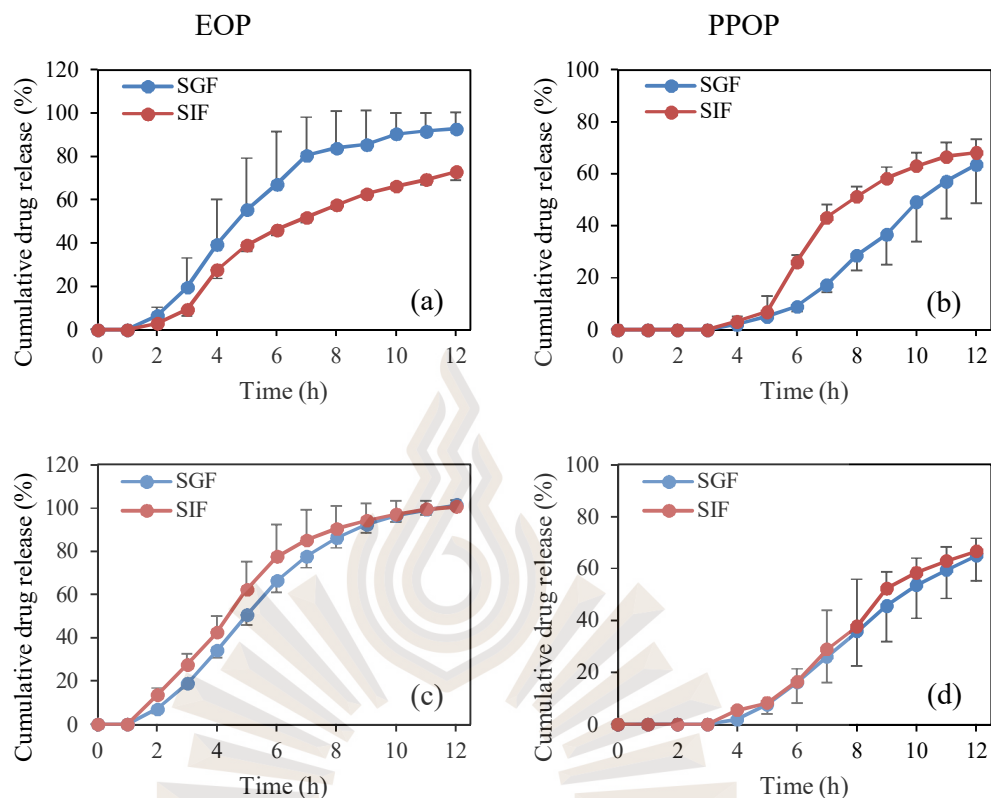 EOP
PPOP
120
100
80
60
40
20
0
Cumulative drug release (%)
SGF
SIF
(a)
0 2 4 6 8 10 12
Time (h)
100
80
60
40
20
0
Cumulative drug release (%)
SGF
SIF
(b)
0 2 4 6 8 10 12
Time (h)
120
100
80
60
40
20
0
Cumulative drug release (%)
SGF
SIF
(c)
0 2 4 6 8 10 12
Time (h)
100
80
60
40
20
0
Cumulative drug release (%)
SGF
SIF
(d)
0 2 4 6 8 10 12
Time (h)